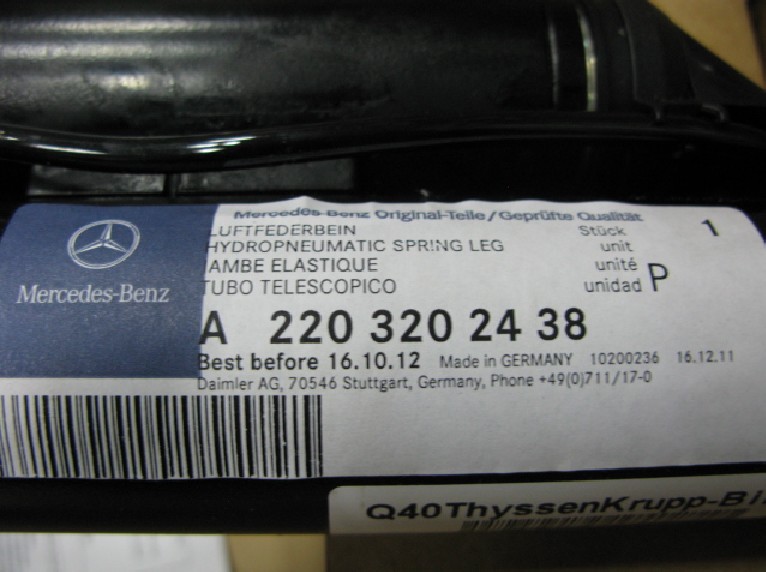 Mercedes-Benz Original-Teile/Geprüfte Qualität
LUFTFEDERBEIN Stück 1
HYDROPNEUMATIC SPRING LEG unit
JAMBE ELASTIQUE unité P
TUBO TELESCOPICO unidad
Mercedes-Benz
A 220 320 24 38
Best before 16.10.12 Made in GERMANY 10200236 16.12.11
Daimler AG, 70546 Stuttgart, Germany, Phone +49(0)711/17-0
Q40ThyssenKrupp-Bil